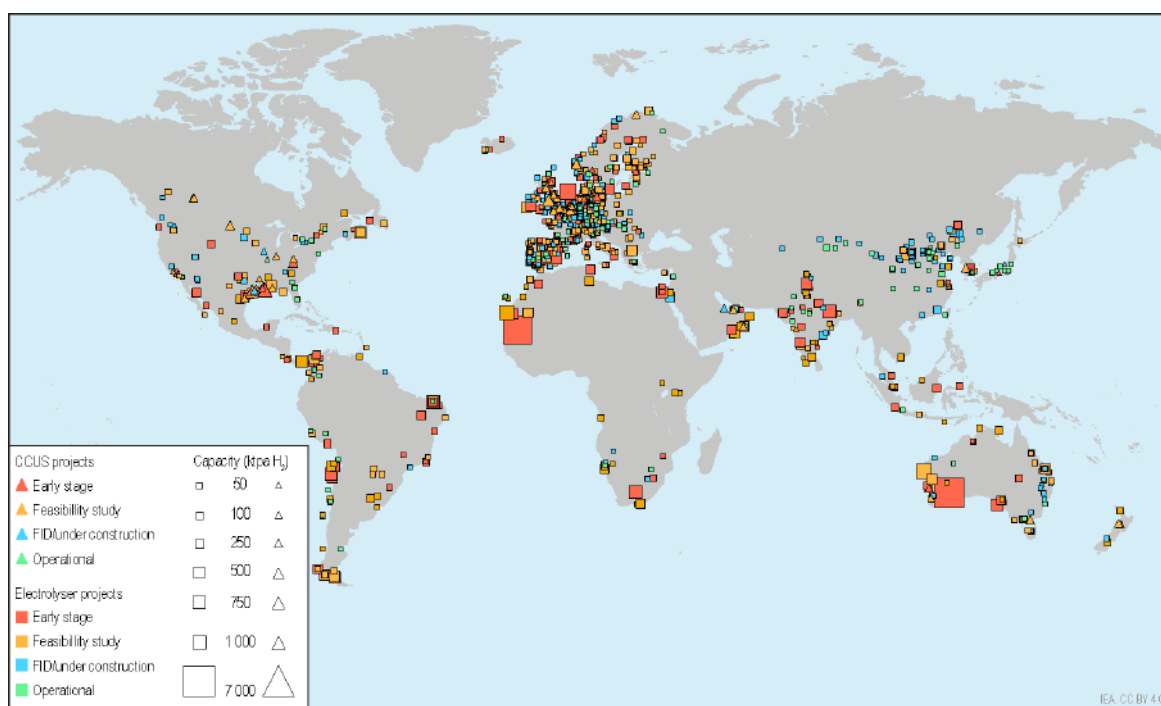 CCUS projects
Capacity (ktpa H2)
Early stage
Feasibility study
FID/under construction
Operational
Electrolyser projects
Early stage
Feasibillity study
FID/under construction
Operational
50
100
250
500
750
1 000
7 000
IEA. CC BY 4.0